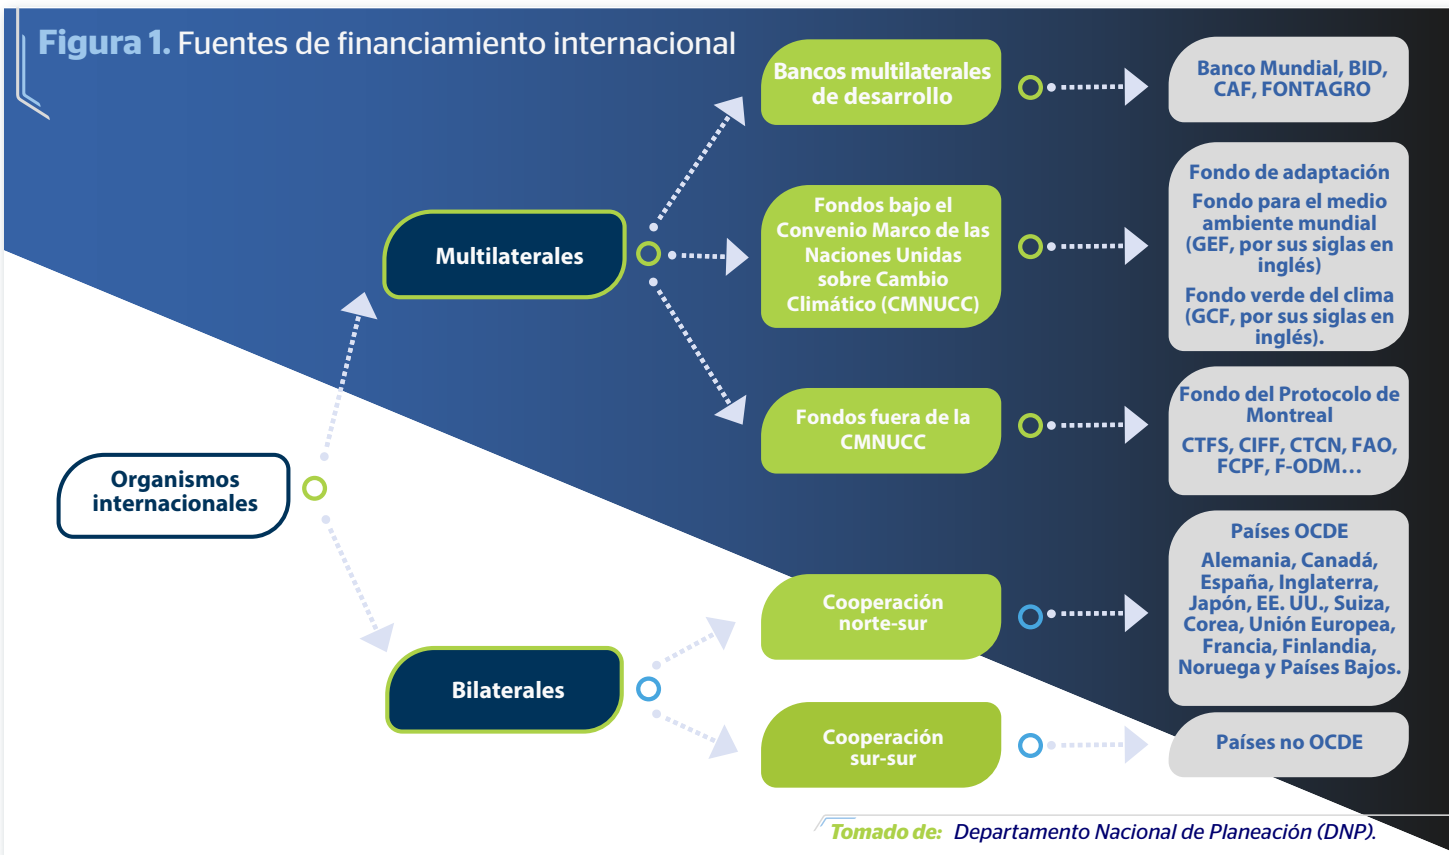 Figura 1. Fuentes de financiamiento internacional
Organismos
internacionales
Multilaterales
Bancos multilaterales
de desarrollo
Banco Mundial, BID,
CAF, FONTAGRO
Fondos bajo el
Convenio Marco de las
Naciones Unidas
sobre Cambio
Climático (CMNUCC)
Fondo de adaptación
Fondo para el medio
ambiente mundial
(GEF, por sus siglas en
inglés)
Fondo verde del clima
(GCF, por sus siglas en
inglés).
Fondos fuera de la
CMNUCC
Fondo del Protocolo de
Montreal
CTFS, CIFF, CTCN, FAO,
FCPF, F-ODM...
Bilaterales
Cooperación
norte-sur
Países OCDE
Alemania, Canadá,
España, Inglaterra,
Japón, EE. UU., Suiza,
Corea, Unión Europea,
Francia, Finlandia,
Noruega y Países Bajos.
Cooperación
sur-sur
Países no OCDE
Tomado de: Departamento Nacional de Planeación (DNP).